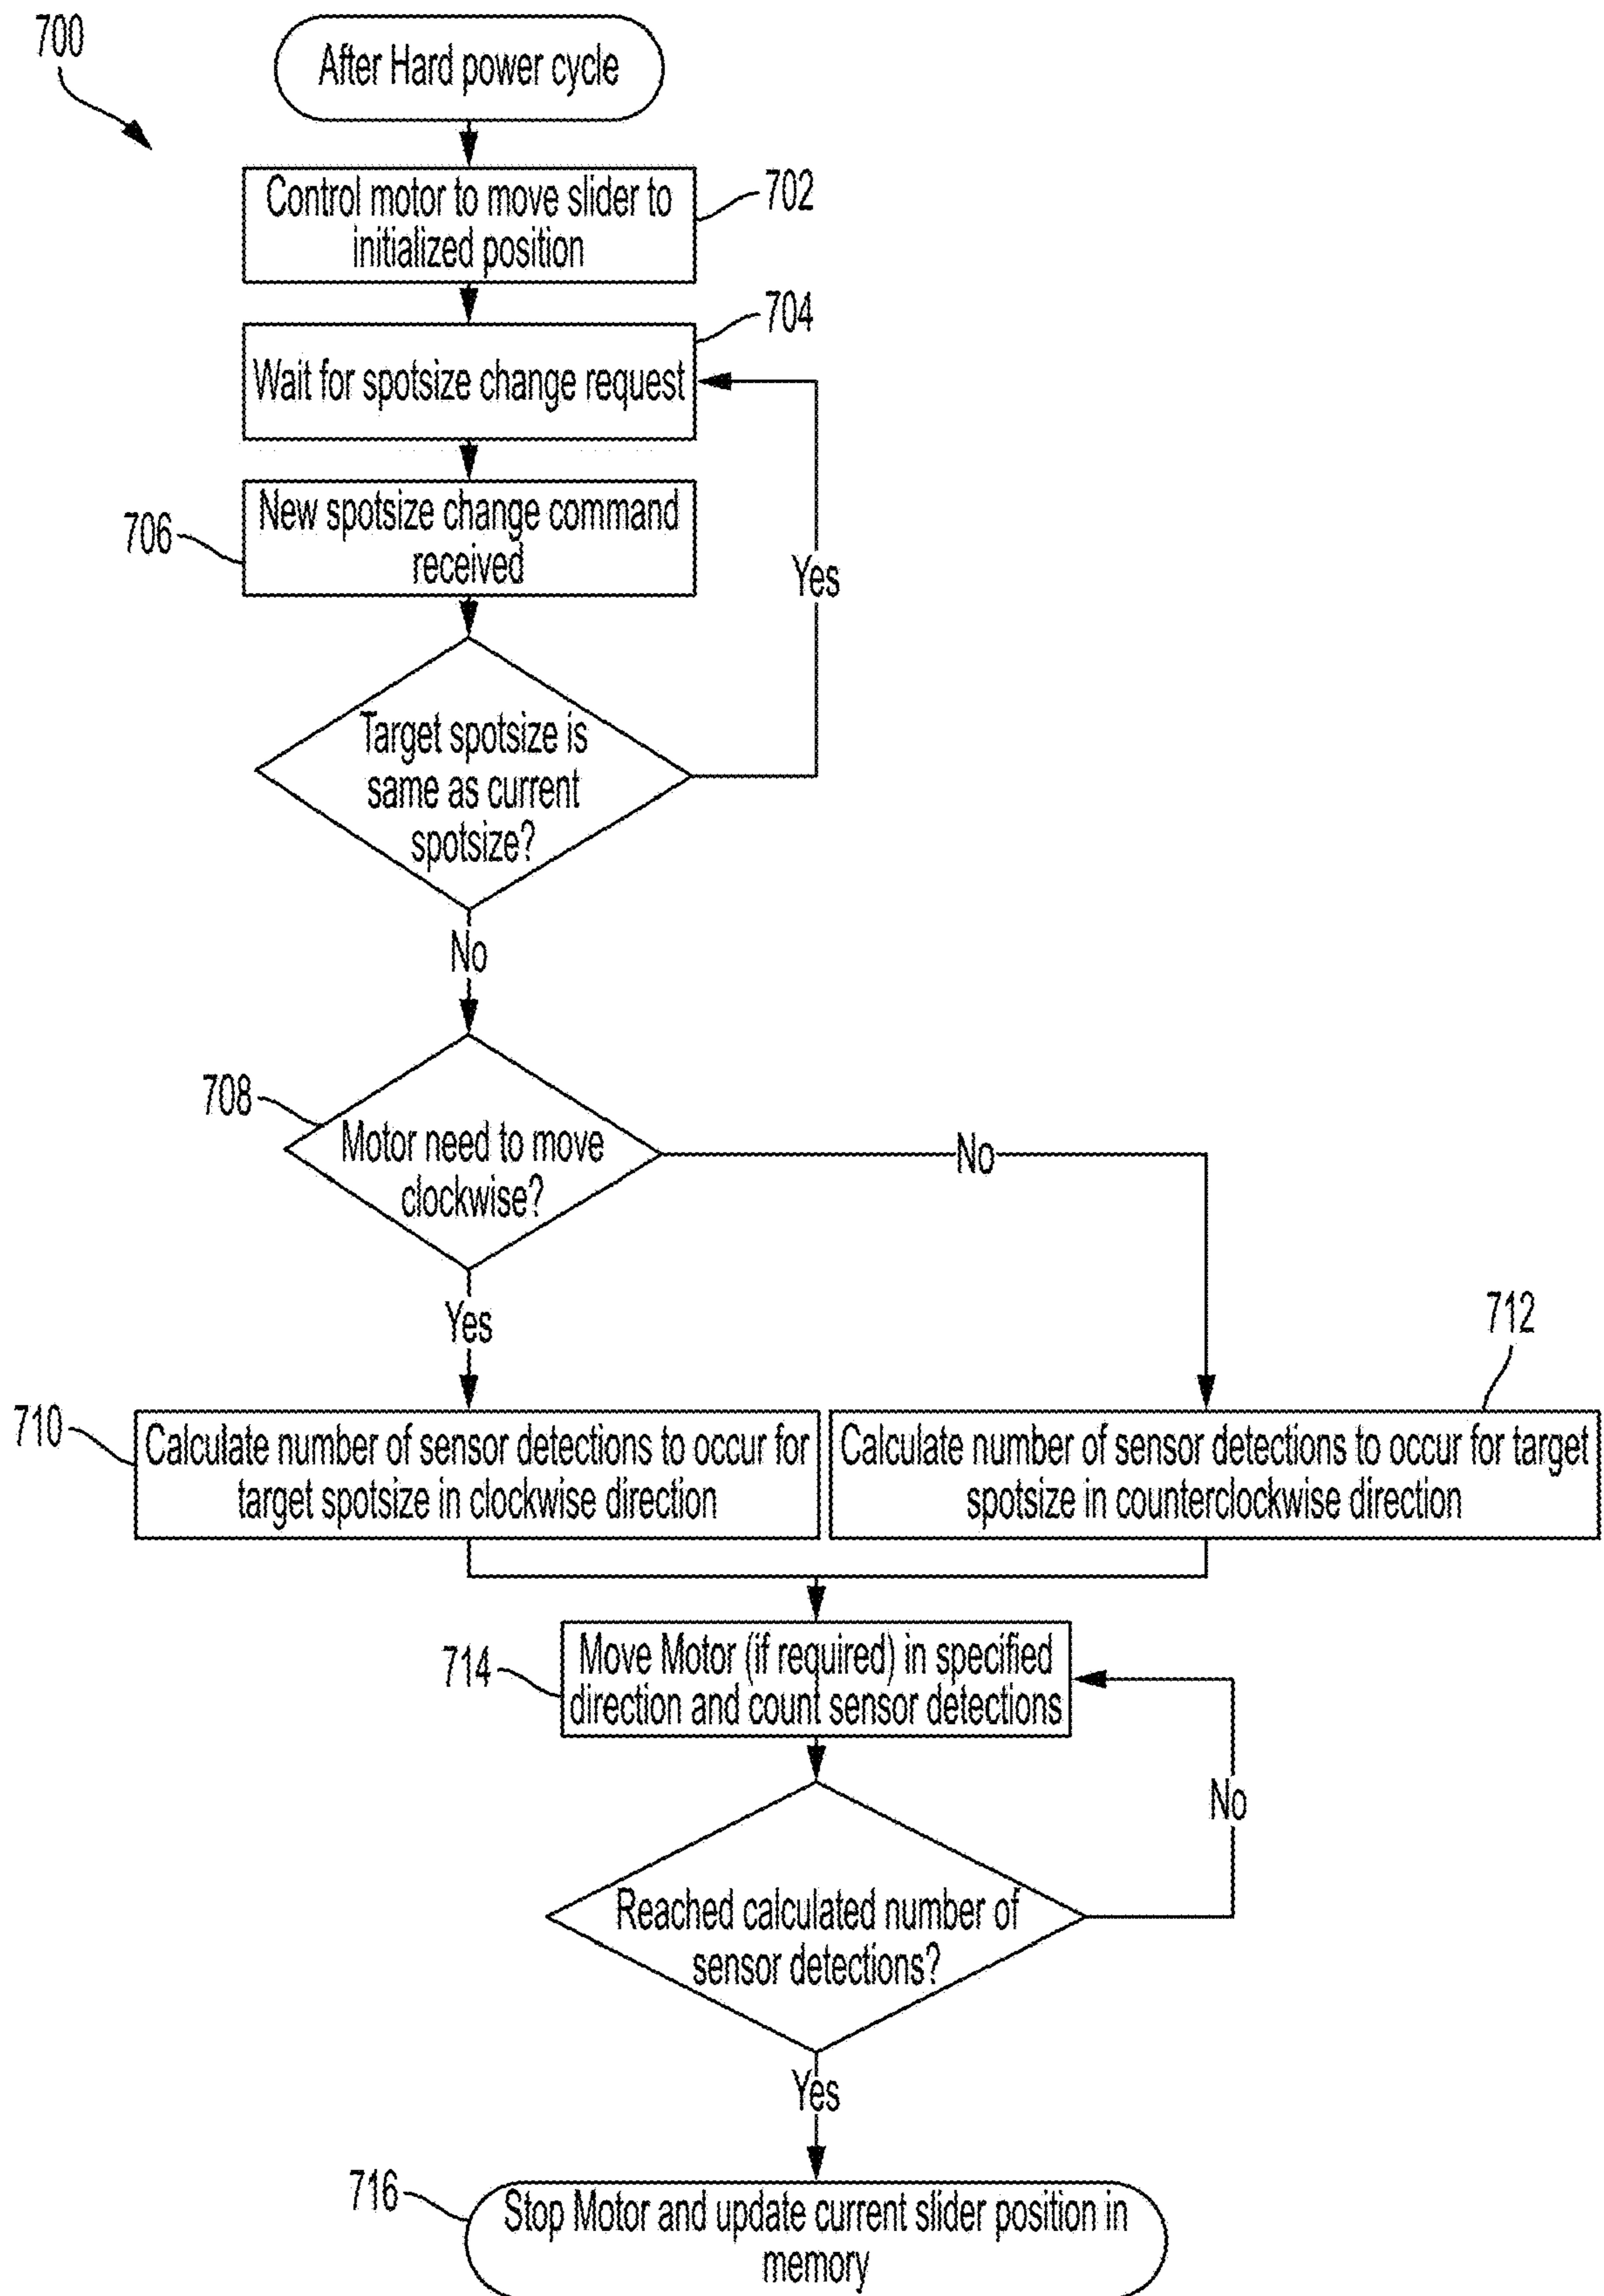 700
After Hard power cycle
Control motor to move slider to
initialized position
702
704
Wait for spotsize change request
706
New spotsize change command
received
Yes
Target spotsize is
same as current
spotsize?
No
708
Motor need to move
clockwise?
No
Yes
712
710
Calculate number of sensor detections to occur for
target spotsize in clockwise direction
Calculate number of sensor detections to occur for target
spotsize in counterclockwise direction
714
Move Motor (if required) in specified
direction and count sensor detections
No
Reached calculated number of
sensor detections?
Yes
716
Stop Motor and update current slider position in
memory